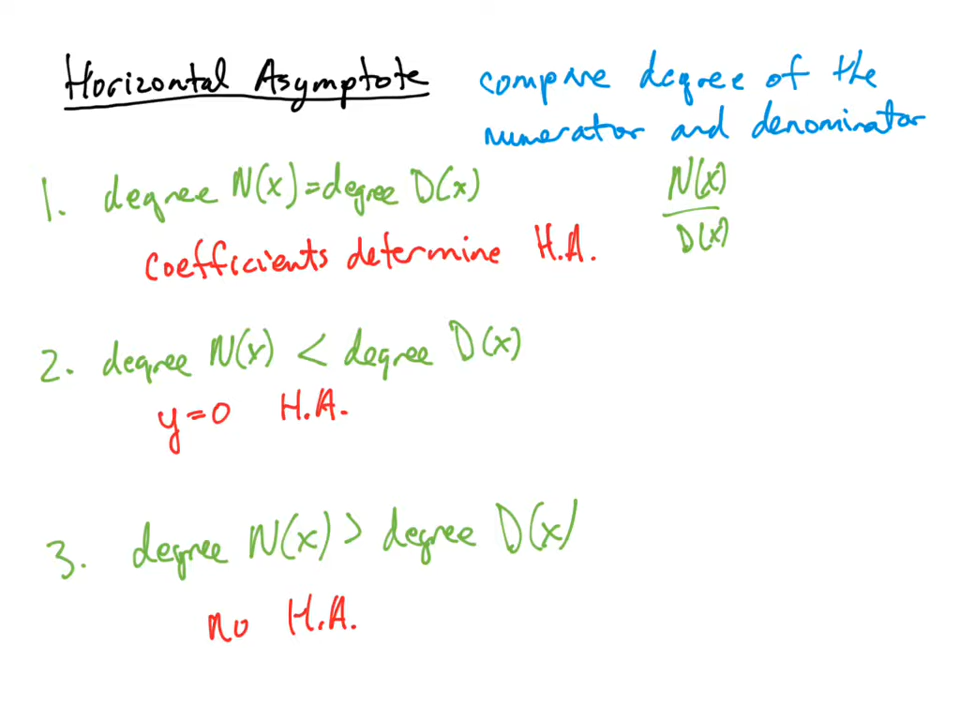 Horizontal Asymptote
compare degree of the
numerator and denominator
1. degree N(x) = degree D(x)
N(x)
D(x)
coefficients determine H.A.
2. degree N(x) < degree D(x)
y=0 H.A.
3. degree N(x) > degree D(x)
no H.A.